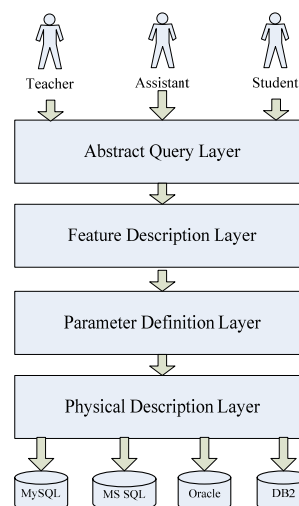 Teacher Assistant Student
Abstract Query Layer
Feature Description Layer
Parameter Definition Layer
Physical Description Layer
MySQL MS SQL Oracle DB2